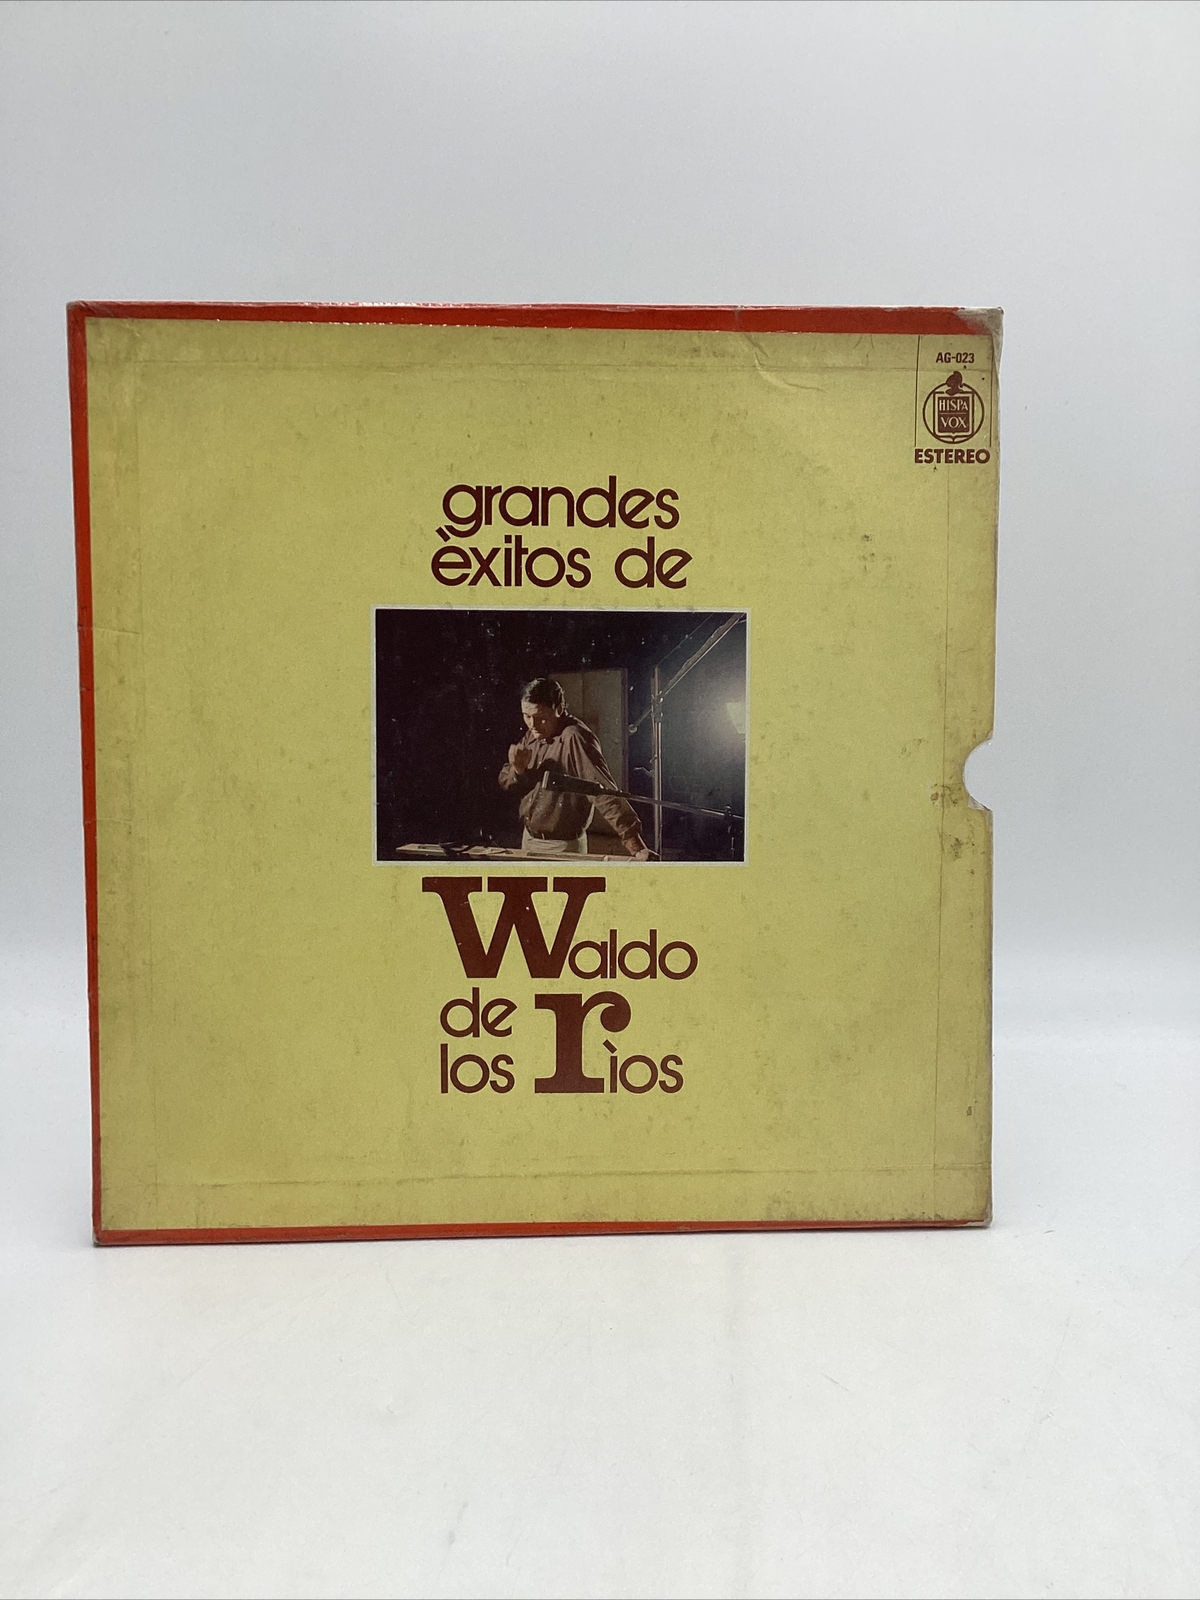 AG-023
HISPA
VOX
ESTEREO
grandes
èxitos de
Waldo
de
los rìos